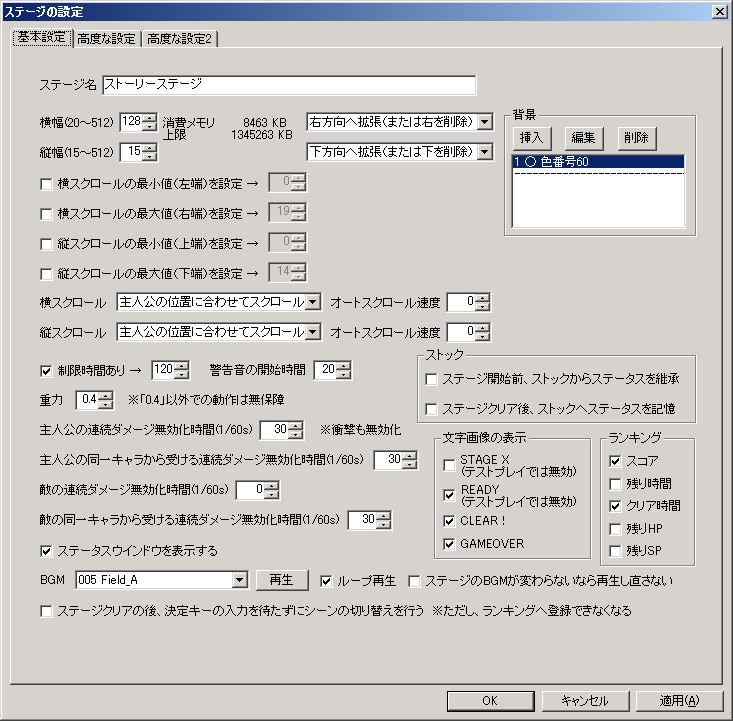 ステージの設定
基本設定 高度な設定 高度な設定2
ステージ名 ストーリーステージ
横幅(20～512) 128 消費メモリ 8463 KB 右方向へ拡張(または右を削除)
上限 1345263 KB
縦幅(15～512) 15 下方向へ拡張(または下を削除)
背景
挿入 編集 削除
1 〇 色番号60
横スクロールの最小値(左端)を設定 → 0
横スクロールの最大値(右端)を設定 → 19
縦スクロールの最小値(上端)を設定 → 0
縦スクロールの最大値(下端)を設定 → 14
横スクロール 主人公の位置に合わせてスクロール オートスクロール速度 0
縦スクロール 主人公の位置に合わせてスクロール オートスクロール速度 0
制限時間あり → 120 警告音の開始時間 20
重力 0.4 ※「0.4」以外での動作は無保障
ストック
ステージ開始前、ストックからステータスを継承
ステージクリア後、ストックへステータスを記憶
主人公の連続ダメージ無効化時間(1/60s) 30 ※衝撃も無効化
主人公の同一キャラから受ける連続ダメージ無効化時間(1/60s) 30
敵の連続ダメージ無効化時間(1/60s) 0
敵の同一キャラから受ける連続ダメージ無効化時間(1/60s) 30
文字画像の表示
STAGE X
(テストプレイでは無効)
READY
(テストプレイでは無効)
CLEAR!
GAMEOVER
ランキング
スコア
残り時間
クリア時間
残りHP
残りSP
ステータスウインドウを表示する
BGM 005 Field_A 再生 ループ再生 ステージのBGMが変わらないなら再生し直さない
ステージクリアの後、決定キーの入力を待たずにシーンの切り替えを行う ※ただし、ランキングへ登録できなくなる
OK キャンセル 適用(A)